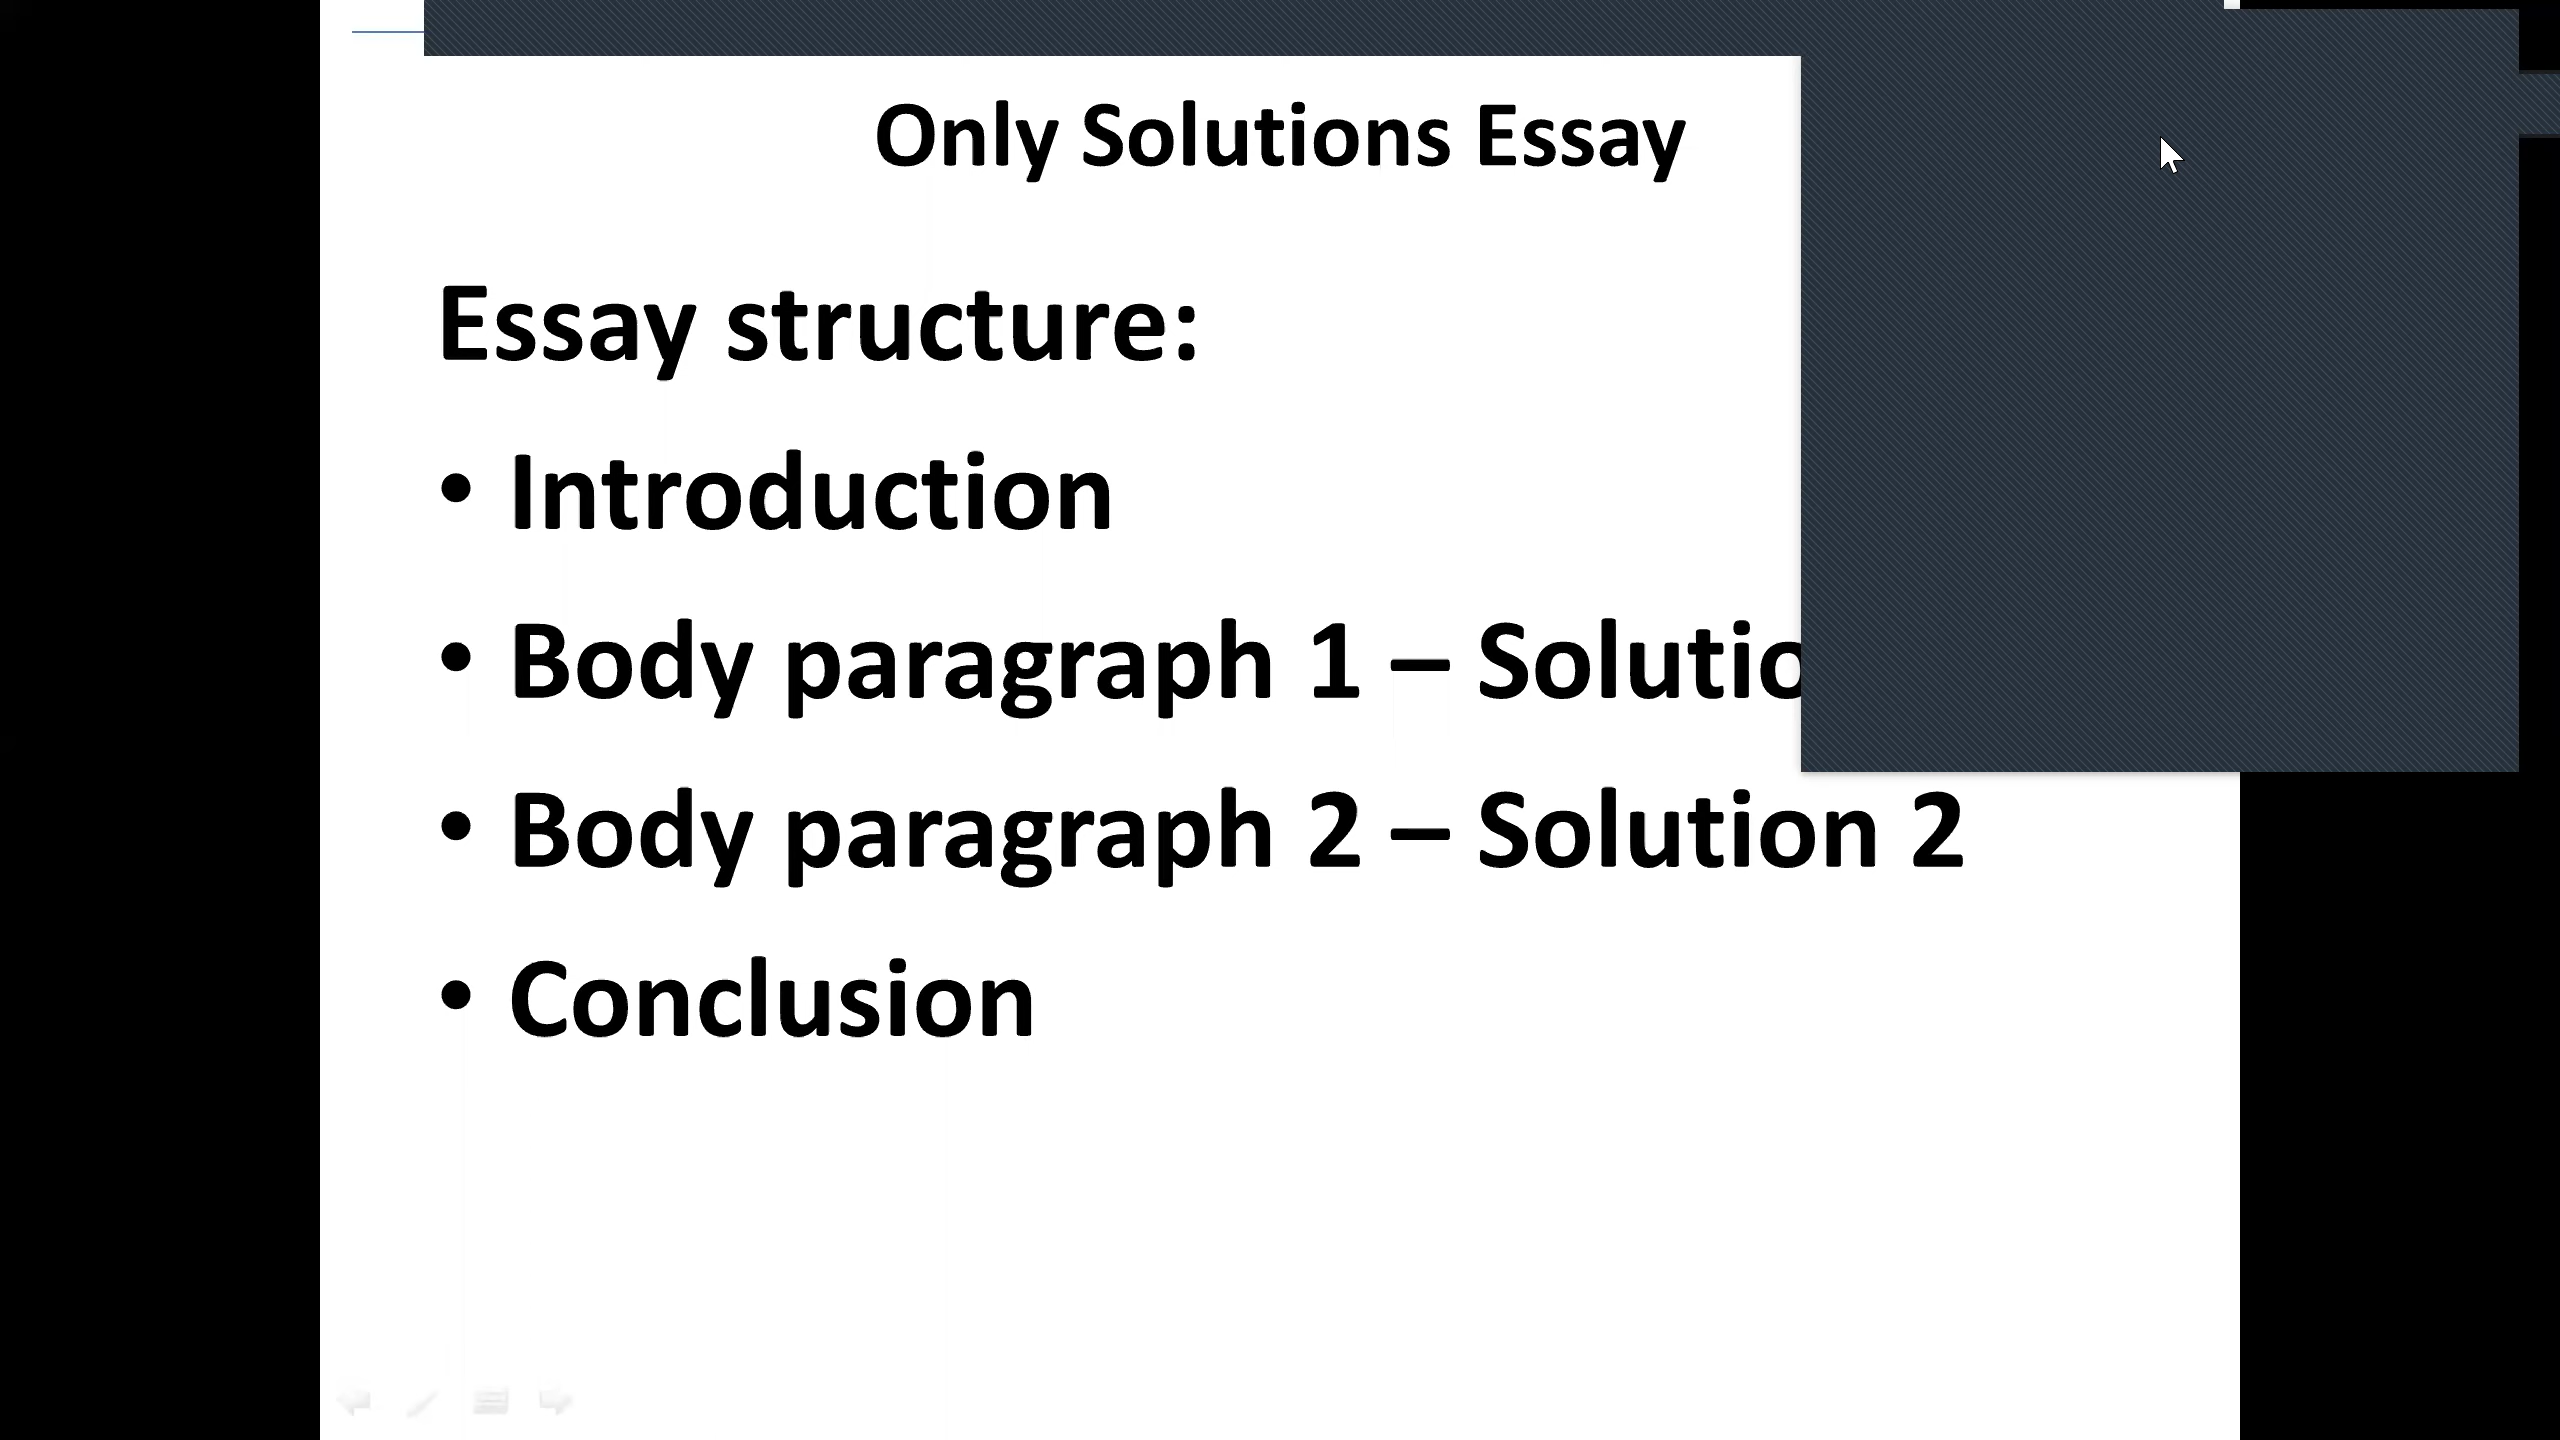 Only Solutions Essay
Essay structure:
• Introduction
• Body paragraph 1 – Solutio
• Body paragraph 2 – Solution 2
• Conclusion